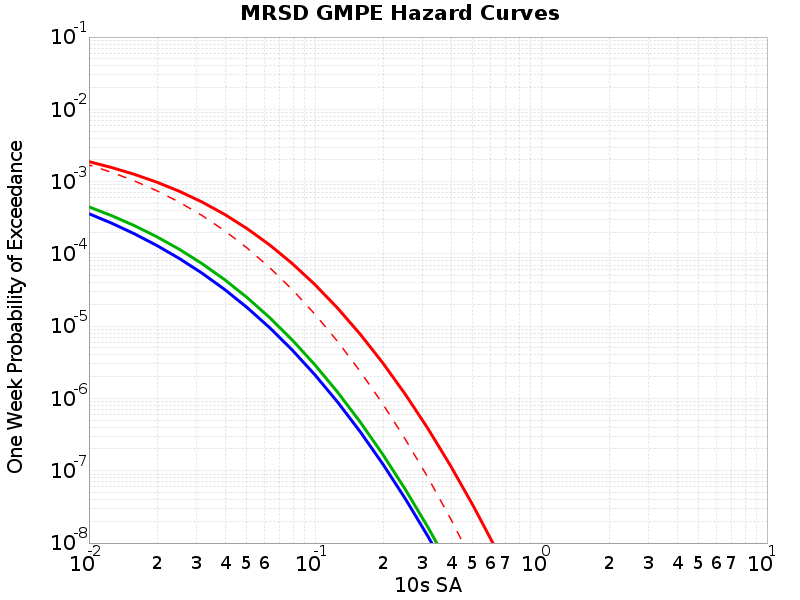 MRSD GMPE Hazard Curves
One Week Probability of Exceedance
10^-1
10^-2
10^-3
10^-4
10^-5
10^-6
10^-7
10^-8
10^-2 2 3 4 5 6 7 10^-1 2 3 4 5 6 7 10^0 2 3 4 5 6 7 10^1
10s SA